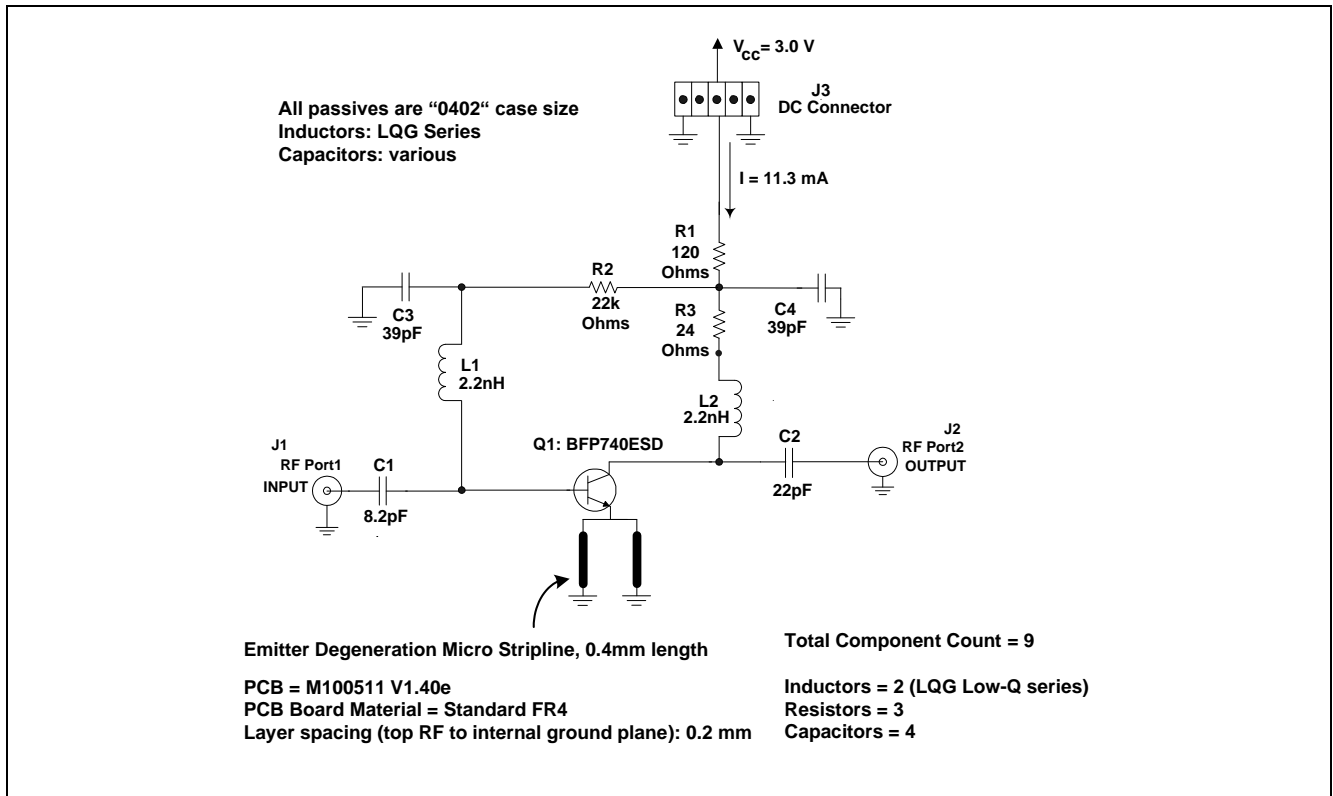 V_CC = 3.0 V
J3
DC Connector
All passives are “0402“ case size
Inductors: LQG Series
Capacitors: various
I = 11.3 mA
R1
120
Ohms
R2
22k
Ohms
C3
39pF
R3
24
Ohms
C4
39pF
L1
2.2nH
L2
2.2nH
Q1: BFP740ESD
C2
22pF
J2
RF Port2
OUTPUT
J1
RF Port1
INPUT
C1
8.2pF
Emitter Degeneration Micro Stripline, 0.4mm length
PCB = M100511 V1.40e
PCB Board Material = Standard FR4
Layer spacing (top RF to internal ground plane): 0.2 mm
Total Component Count = 9
Inductors = 2 (LQG Low-Q series)
Resistors = 3
Capacitors = 4